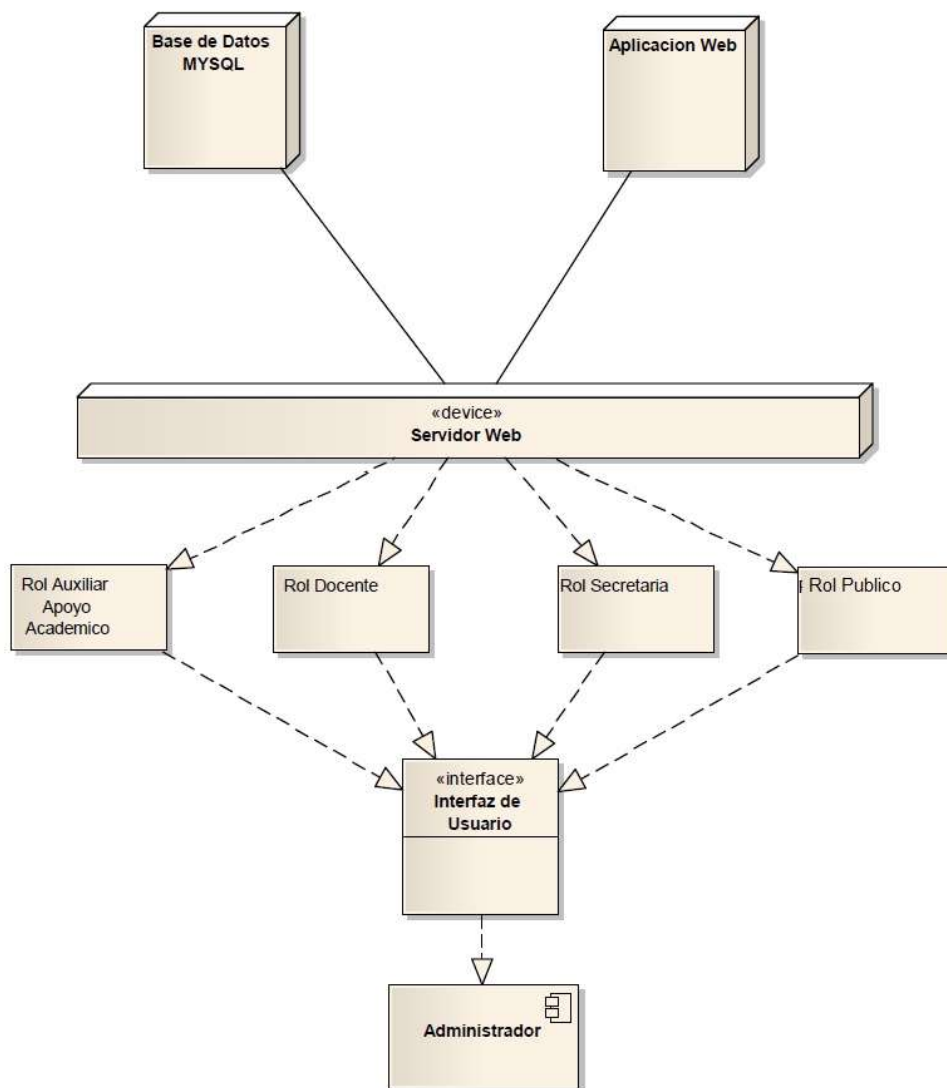 Base de Datos
MYSQL
Aplicacion Web
«device»
Servidor Web
Rol Auxiliar
Apoyo
Academico
Rol Docente
Rol Secretaria
Rol Publico
«interface»
Interfaz de
Usuario
Administrador